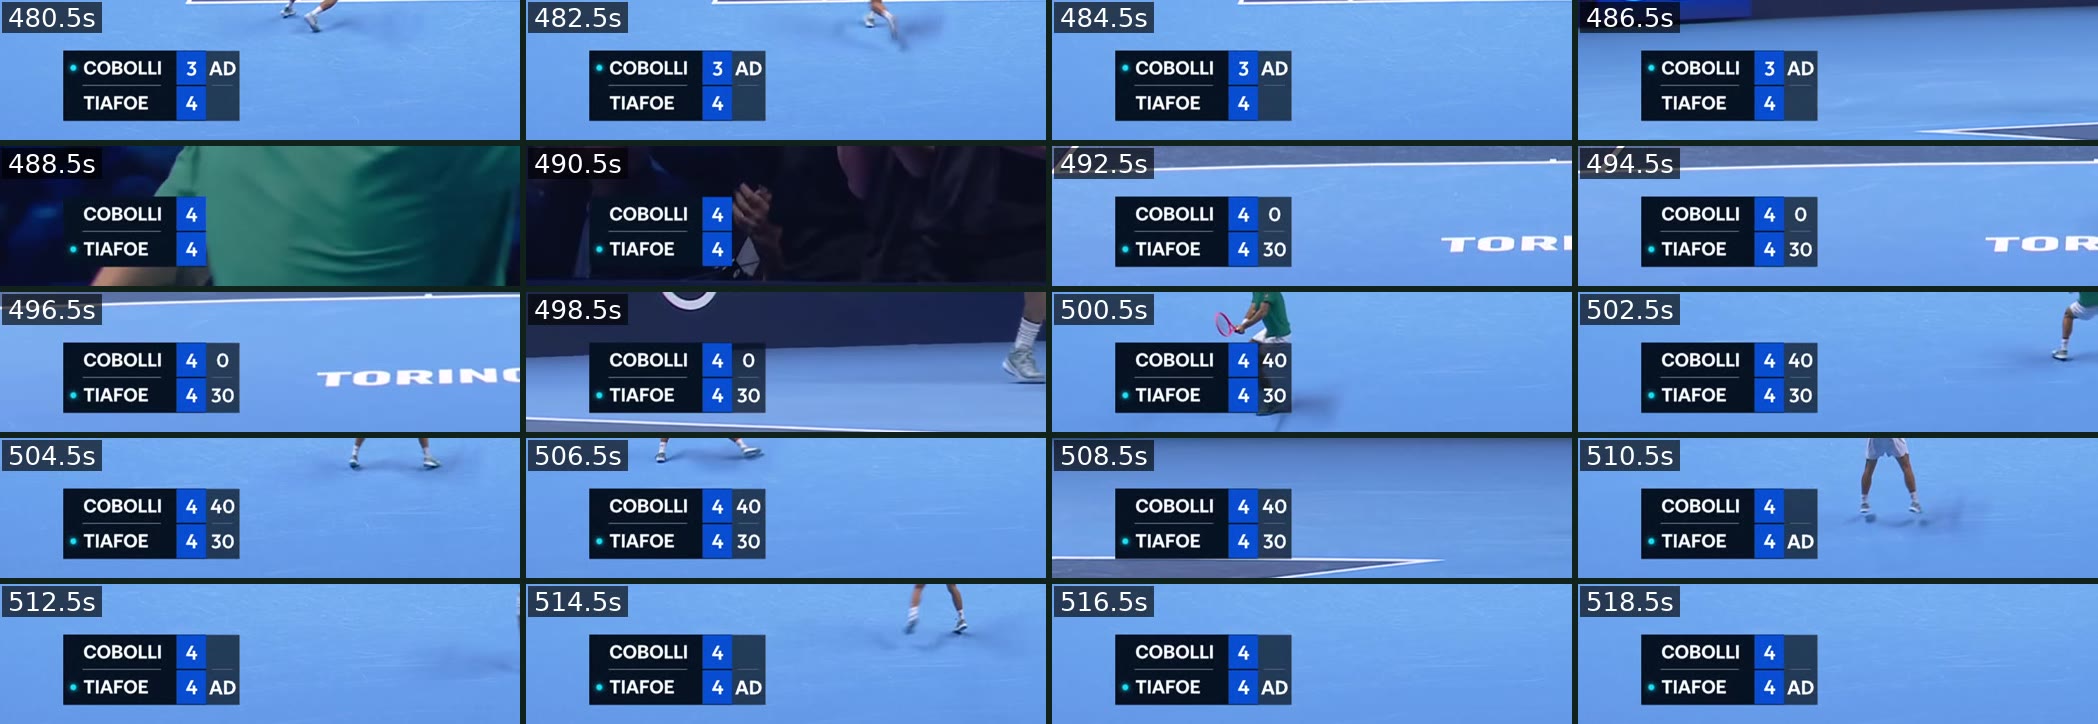 480.5s
COBOLLI 3 AD
TIAFOE 4
482.5s
COBOLLI 3 AD
TIAFOE 4
484.5s
COBOLLI 3 AD
TIAFOE 4
486.5s
COBOLLI 3 AD
TIAFOE 4
488.5s
COBOLLI 4
TIAFOE 4
490.5s
COBOLLI 4
TIAFOE 4
492.5s
COBOLLI 4 0
TIAFOE 4 30
TORI
494.5s
COBOLLI 4 0
TIAFOE 4 30
TOR
496.5s
COBOLLI 4 0
TIAFOE 4 30
TORINO
498.5s
COBOLLI 4 0
TIAFOE 4 30
500.5s
COBOLLI 4 40
TIAFOE 4 30
502.5s
COBOLLI 4 40
TIAFOE 4 30
504.5s
COBOLLI 4 40
TIAFOE 4 30
506.5s
COBOLLI 4 40
TIAFOE 4 30
508.5s
COBOLLI 4 40
TIAFOE 4 30
510.5s
COBOLLI 4
TIAFOE 4 AD
512.5s
COBOLLI 4
TIAFOE 4 AD
514.5s
COBOLLI 4
TIAFOE 4 AD
516.5s
COBOLLI 4
TIAFOE 4 AD
518.5s
COBOLLI 4
TIAFOE 4 AD